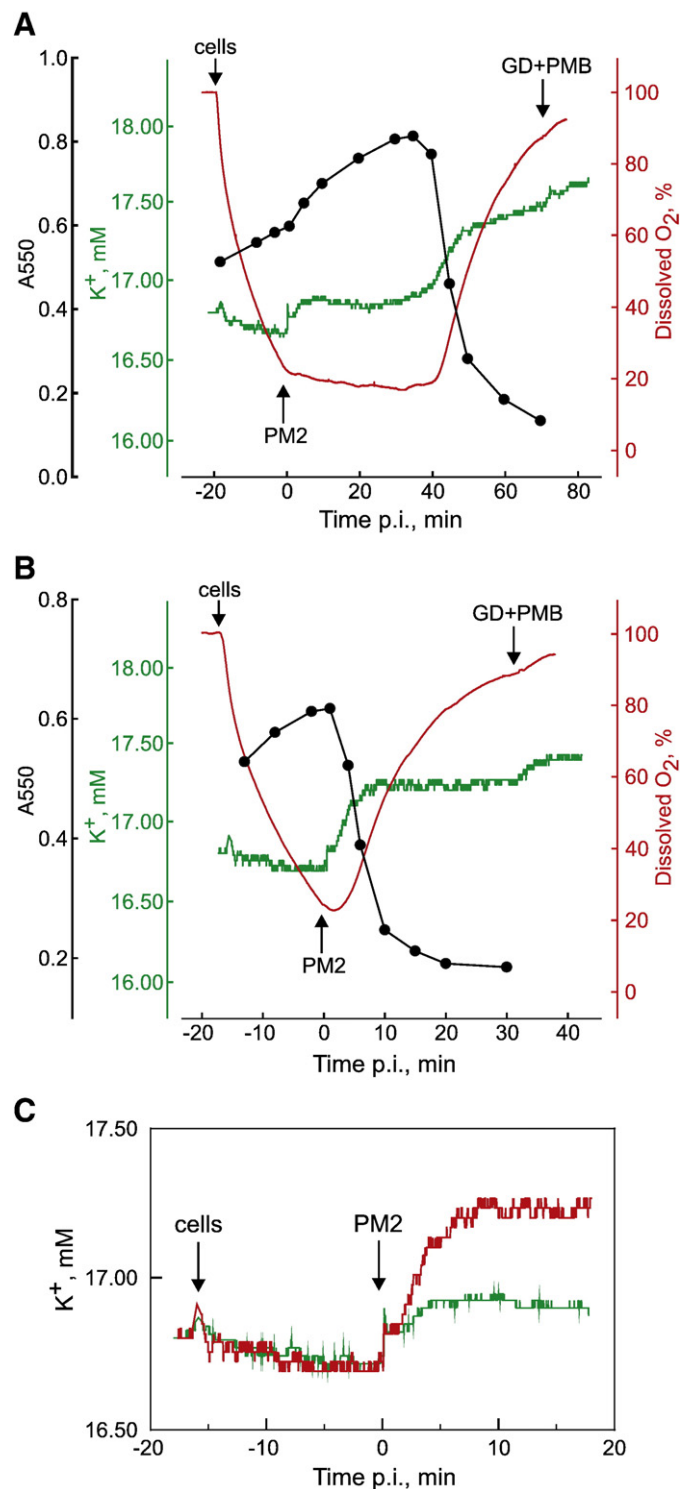 A
cells
GD+PMB
1.0
0.8
0.6
0.4
0.2
0.0
A550
18.00
17.50
17.00
16.50
16.00
K+, mM
100
80
60
40
20
0
Dissolved O2, %
PM2
-20
0
20
40
60
80
Time p.i., min
B
cells
GD+PMB
0.8
0.6
0.4
0.2
A550
18.00
17.50
17.00
16.50
16.00
K+, mM
100
80
60
40
20
0
Dissolved O2, %
PM2
-20
-10
0
10
20
30
40
Time p.i., min
C
17.50
17.00
16.50
K+, mM
cells
PM2
-20
-10
0
10
20
Time p.i., min